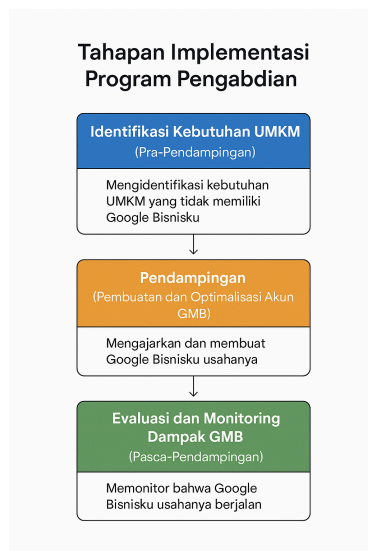 Tahapan Implementasi
Program Pengabdian
Identifikasi Kebutuhan UMKM
(Pra-Pendampingan)
Mengidentifikasi kebutuhan
UMKM yang tidak memiliki
Google Bisnisku
Pendampingan
(Pembuatan dan Optimalisasi Akun
GMB)
Mengajarkan dan membuat
Google Bisnisku usahanya
Evaluasi dan Monitoring
Dampak GMB
(Pasca-Pendampingan)
Memonitor bahwa Google
Bisnisku usahanya berjalan